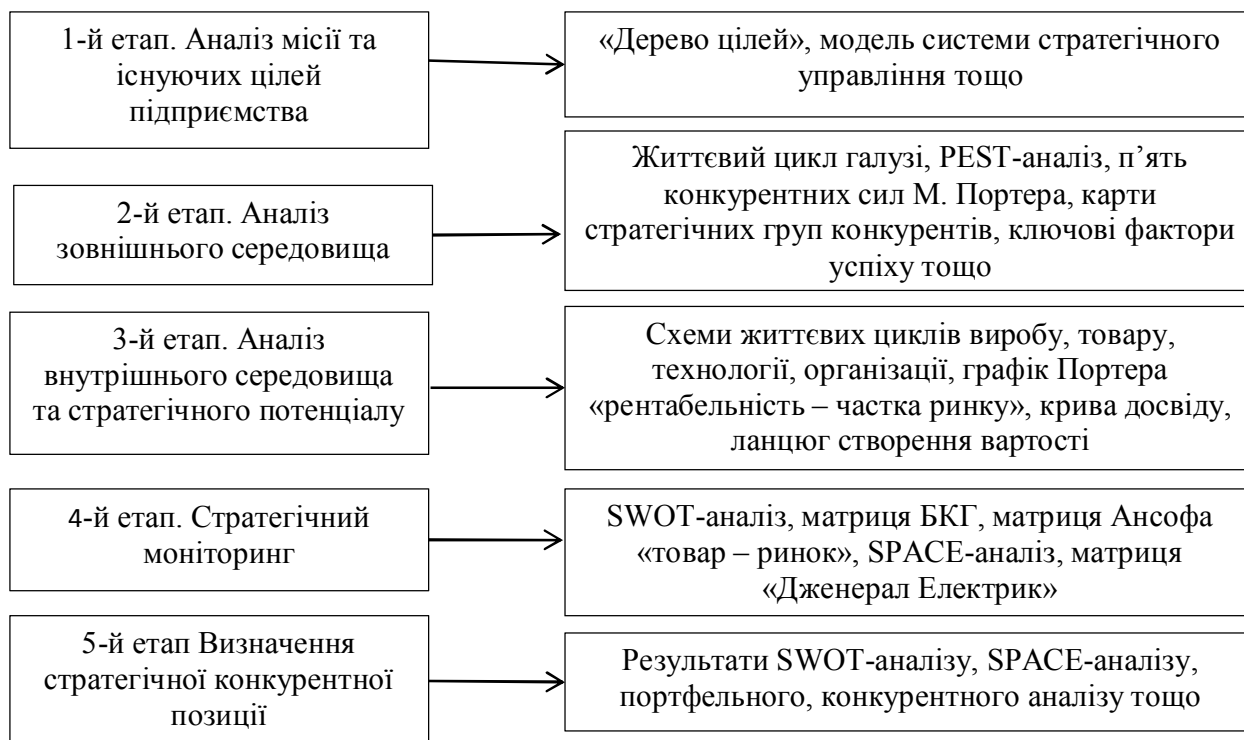 1-й етап. Аналіз місії та
існуючих цілей
підприємства
«Дерево цілей», модель системи стратегічного
управління тощо
2-й етап. Аналіз
зовнішнього середовища
Життєвий цикл галузі, PEST-аналіз, п’ять
конкурентних сил М. Портера, карти
стратегічних груп конкурентів, ключові фактори
успіху тощо
3-й етап. Аналіз
внутрішнього середовища
та стратегічного потенціалу
Схеми життєвих циклів виробу, товару,
технології, організації, графік Портера
«рентабельність – частка ринку», крива досвіду,
ланцюг створення вартості
4-й етап. Стратегічний
моніторинг
SWOT-аналіз, матриця БКГ, матриця Ансофа
«товар – ринок», SPACE-аналіз, матриця
«Дженерал Електрик»
5-й етап Визначення
стратегічної конкурентної
позиції
Результати SWOT-аналізу, SPACE-аналізу,
портфельного, конкурентного аналізу тощо